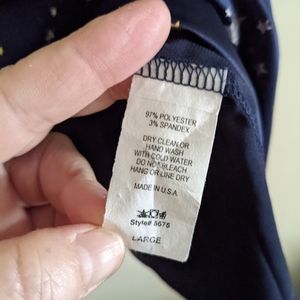 97% POLYESTER
3% SPANDEX
DRY CLEAN OR
HAND WASH
WITH COLD WATER
DO NOT BLEACH
HANG OR LINE DRY
MADE IN U.S.A.
Style# 5675
LARGE